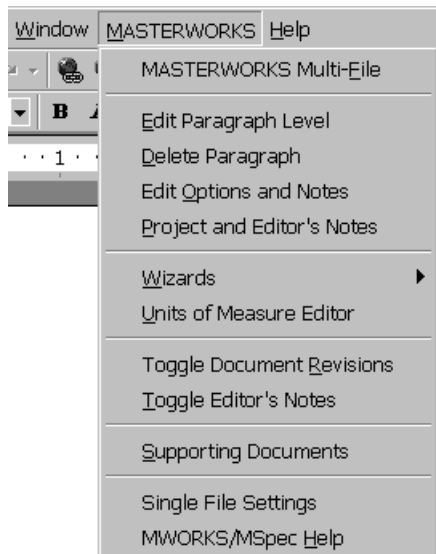 Window MASTERWORKS Help
MASTERWORKS Multi-File
B
Edit Paragraph Level
Delete Paragraph
1
Edit Options and Notes
Project and Editor's Notes
Wizards
Units of Measure Editor
Toggle Document Revisions
Toggle Editor's Notes
Supporting Documents
Single File Settings
MWORKS/MSpec Help